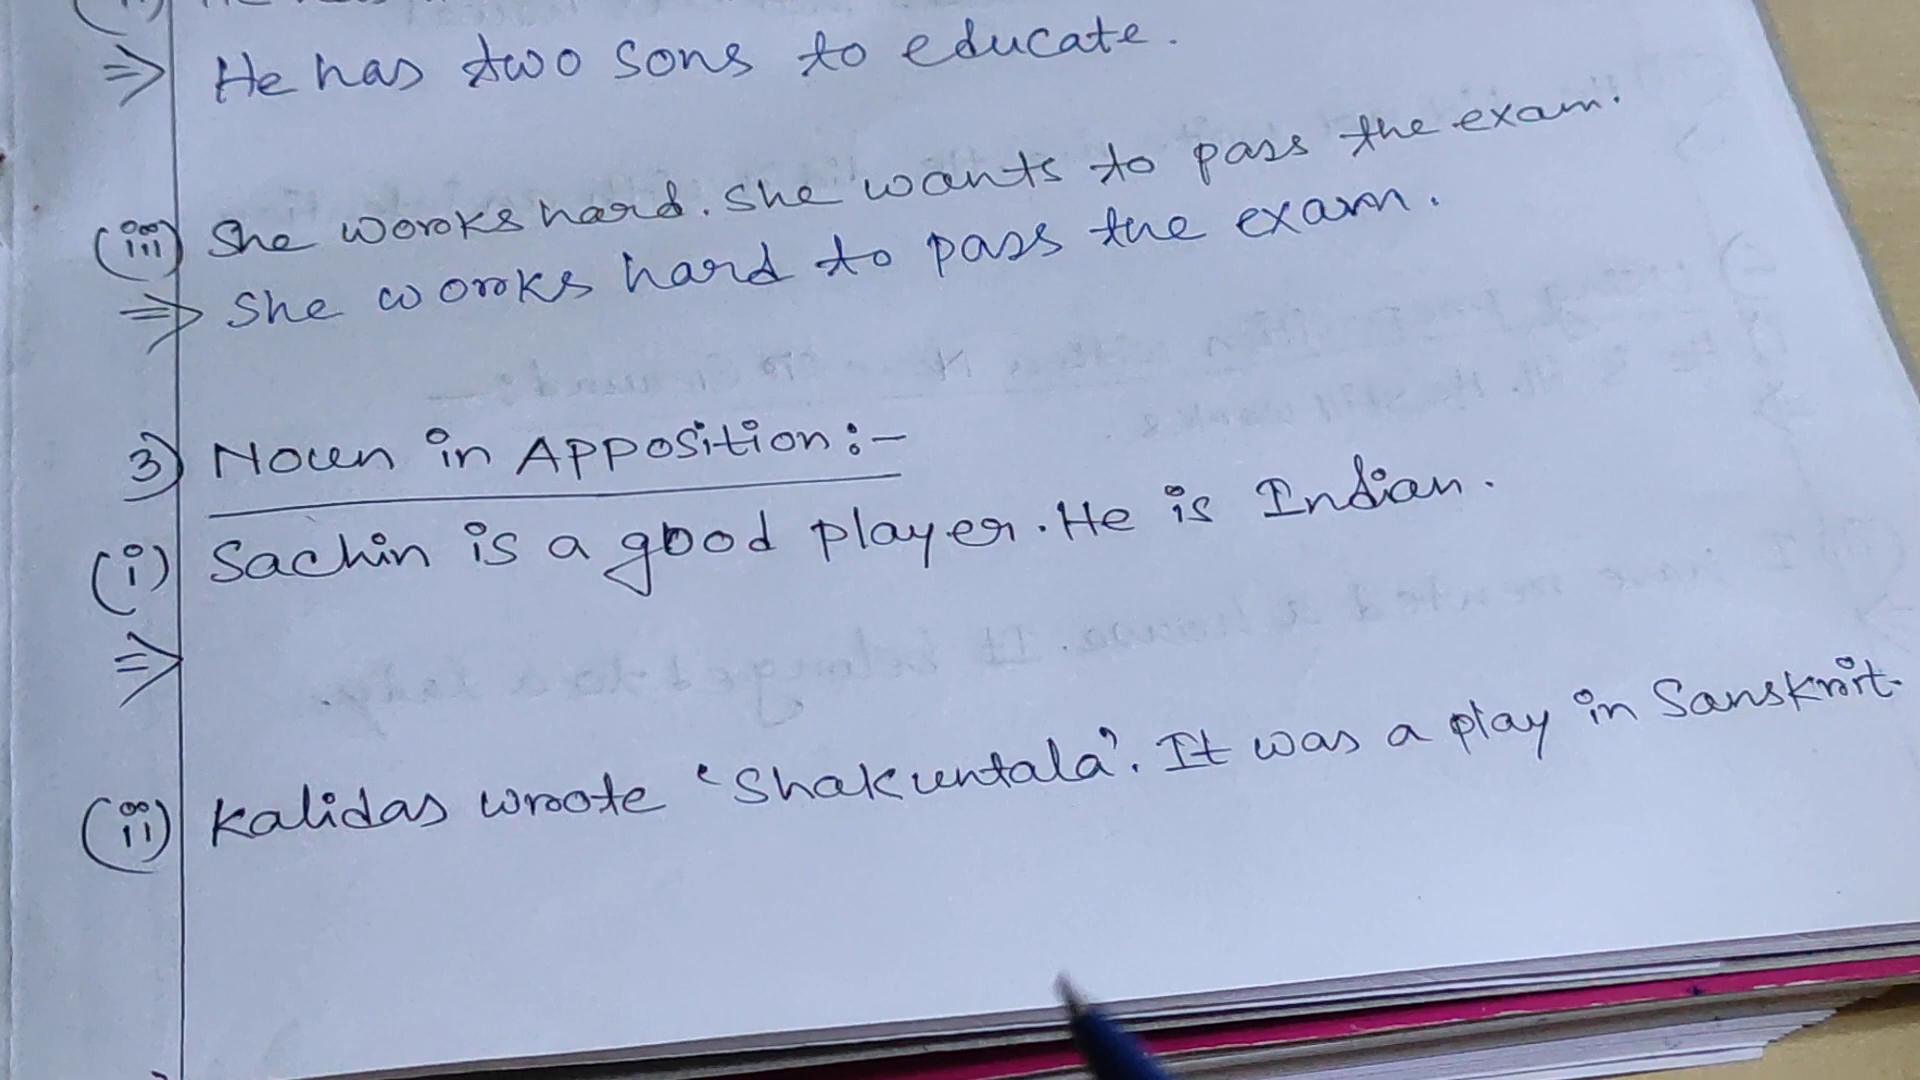 ⇒ He has two sons to educate.
(iii) She works hard. She wants to pass the exam.
⇒ She works hard to pass the exam.
3) Noun in Apposition :-
(i) Sachin is a good player. He is Indian.
⇒
(ii) Kalidas wrote 'Shakuntala'. It was a play in Sanskrit.